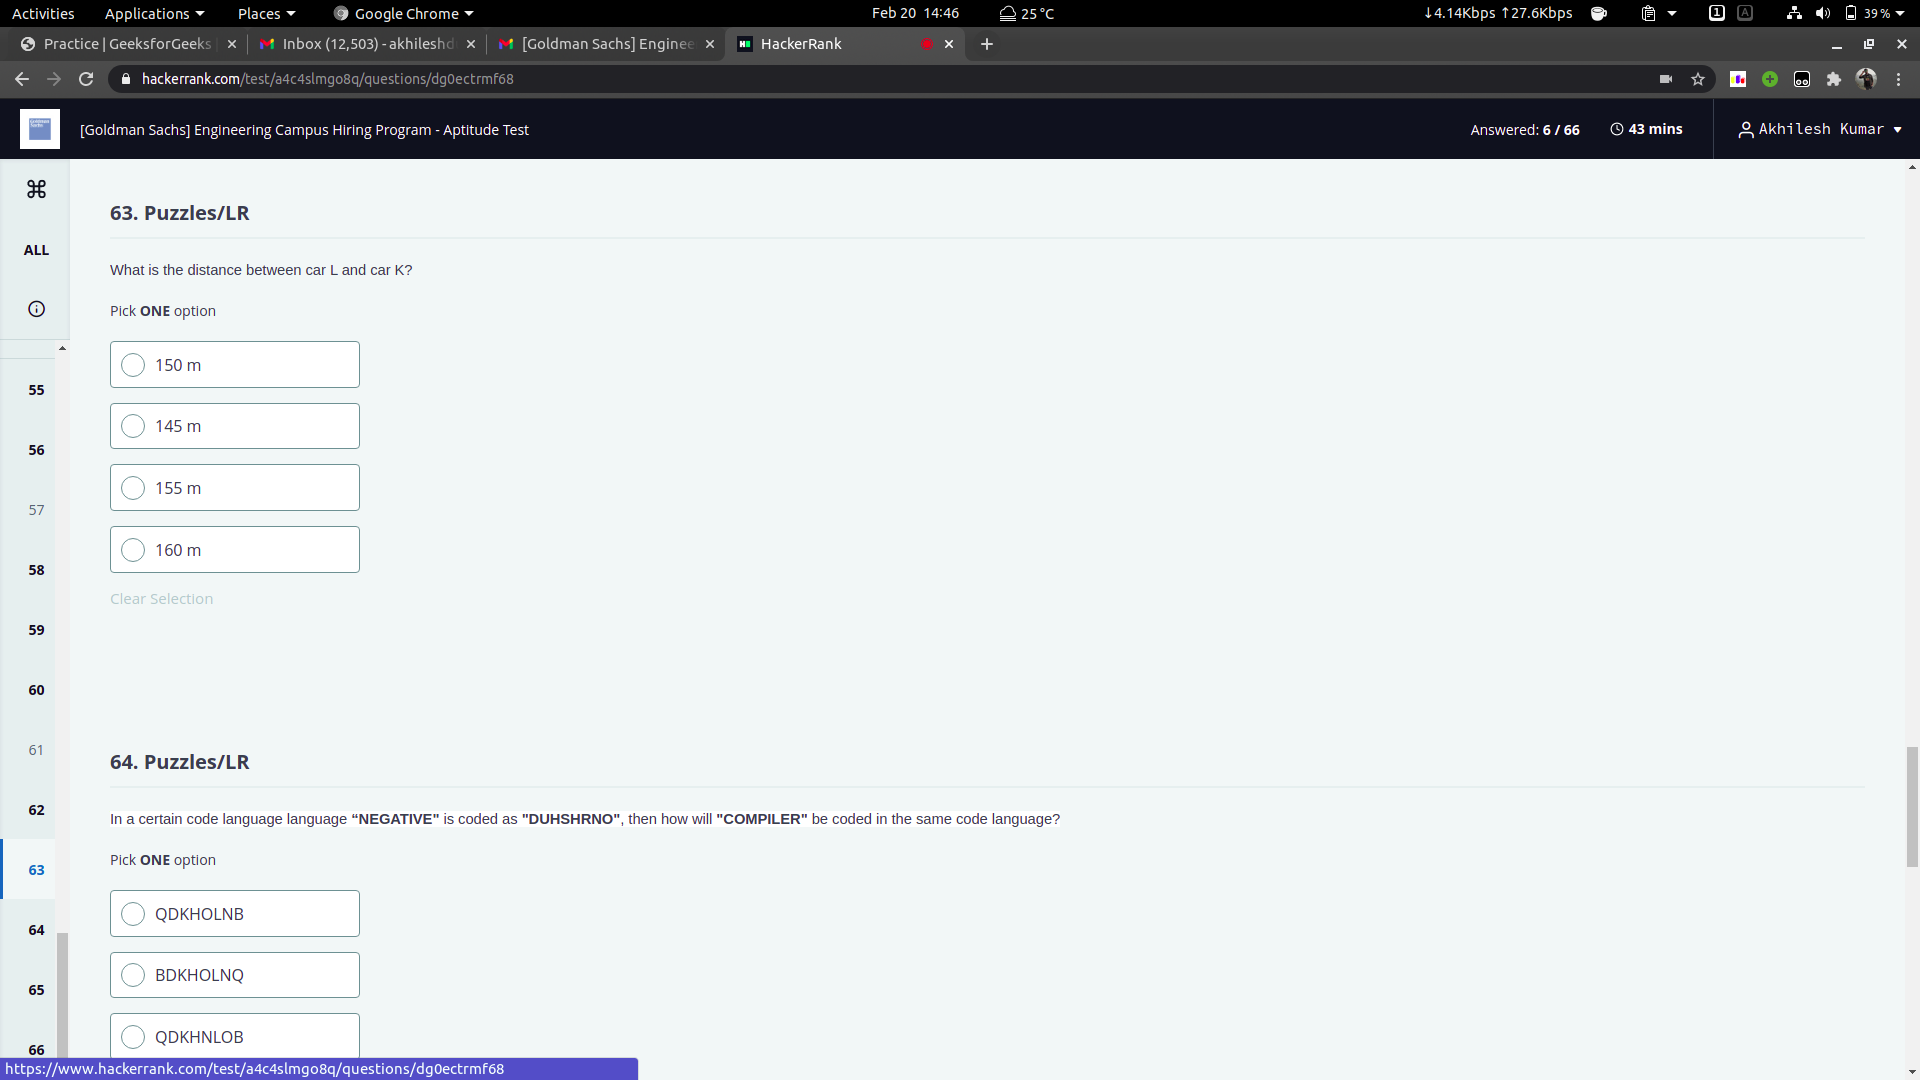 Activities Applications Places Google Chrome Feb 20 14:46 25 °C ↓4.14Kbps ↑27.6Kbps 1 A 39 %
Practice | GeeksforGeeks Inbox (12,503) - akhileshd [Goldman Sachs] Enginee HackerRank
hackerrank.com/test/a4c4slmgo8q/questions/dg0ectrmf68
[Goldman Sachs] Engineering Campus Hiring Program - Aptitude Test Answered: 6 / 66 43 mins Akhilesh Kumar
ALL
55
56
57
58
59
60
61
62
63
64
65
66
63. Puzzles/LR
What is the distance between car L and car K?
Pick ONE option
150 m
145 m
155 m
160 m
Clear Selection
64. Puzzles/LR
In a certain code language language “NEGATIVE" is coded as "DUHSHRNO", then how will "COMPILER" be coded in the same code language?
Pick ONE option
QDKHOLNB
BDKHOLNQ
QDKHNLOB
https://www.hackerrank.com/test/a4c4slmgo8q/questions/dg0ectrmf68